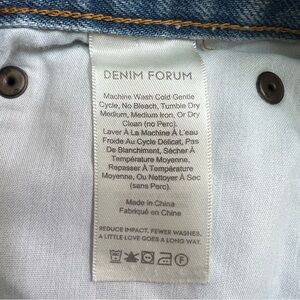 DENIM FORUM
Machine Wash Cold Gentle
Cycle, No Bleach, Tumble Dry
Medium, Medium Iron, Or Dry
Clean (no Perc).
Laver À La Machine À L'eau
Froide Au Cycle Délicat, Pas
De Blanchiment, Sécher À
Température Moyenne,
Repasser À Température
Moyenne, Ou Nettoyer À Sec
(sans Perc).
Made in China
Fabriqué en Chine
REDUCE IMPACT. FEWER WASHES.
A LITTLE LOVE GOES A LONG WAY.
F